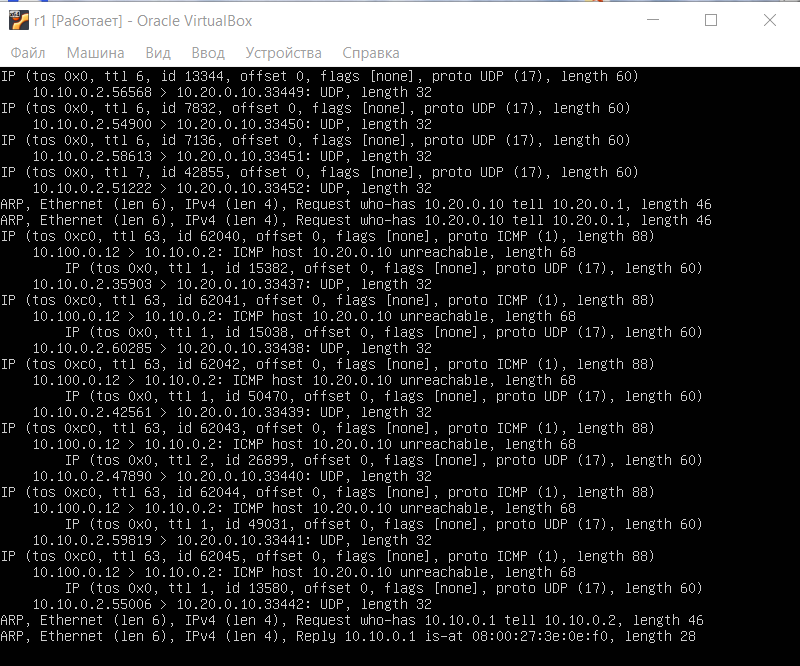 r1 [Работает] - Oracle VirtualBox
Файл Машина Вид Ввод Устройства Справка
IP (tos 0x0, ttl 6, id 13344, offset 0, flags [none], proto UDP (17), length 60)
10.10.0.2.56568 > 10.20.0.10.33449: UDP, length 32
IP (tos 0x0, ttl 6, id 7832, offset 0, flags [none], proto UDP (17), length 60)
10.10.0.2.54900 > 10.20.0.10.33450: UDP, length 32
IP (tos 0x0, ttl 6, id 7136, offset 0, flags [none], proto UDP (17), length 60)
10.10.0.2.58613 > 10.20.0.10.33451: UDP, length 32
IP (tos 0x0, ttl 7, id 42855, offset 0, flags [none], proto UDP (17), length 60)
10.10.0.2.51222 > 10.20.0.10.33452: UDP, length 32
ARP, Ethernet (len 6), IPv4 (len 4), Request who-has 10.20.0.10 tell 10.20.0.1, length 46
ARP, Ethernet (len 6), IPv4 (len 4), Request who-has 10.20.0.10 tell 10.20.0.1, length 46
IP (tos 0xc0, ttl 63, id 62040, offset 0, flags [none], proto ICMP (1), length 88)
10.100.0.12 > 10.10.0.2: ICMP host 10.20.0.10 unreachable, length 68
IP (tos 0x0, ttl 1, id 15382, offset 0, flags [none], proto UDP (17), length 60)
10.10.0.2.35903 > 10.20.0.10.33437: UDP, length 32
IP (tos 0xc0, ttl 63, id 62041, offset 0, flags [none], proto ICMP (1), length 88)
10.100.0.12 > 10.10.0.2: ICMP host 10.20.0.10 unreachable, length 68
IP (tos 0x0, ttl 1, id 15038, offset 0, flags [none], proto UDP (17), length 60)
10.10.0.2.60285 > 10.20.0.10.33438: UDP, length 32
IP (tos 0xc0, ttl 63, id 62042, offset 0, flags [none], proto ICMP (1), length 88)
10.100.0.12 > 10.10.0.2: ICMP host 10.20.0.10 unreachable, length 68
IP (tos 0x0, ttl 1, id 50470, offset 0, flags [none], proto UDP (17), length 60)
10.10.0.2.42561 > 10.20.0.10.33439: UDP, length 32
IP (tos 0xc0, ttl 63, id 62043, offset 0, flags [none], proto ICMP (1), length 88)
10.100.0.12 > 10.10.0.2: ICMP host 10.20.0.10 unreachable, length 68
IP (tos 0x0, ttl 2, id 26899, offset 0, flags [none], proto UDP (17), length 60)
10.10.0.2.47890 > 10.20.0.10.33440: UDP, length 32
IP (tos 0xc0, ttl 63, id 62044, offset 0, flags [none], proto ICMP (1), length 88)
10.100.0.12 > 10.10.0.2: ICMP host 10.20.0.10 unreachable, length 68
IP (tos 0x0, ttl 1, id 49031, offset 0, flags [none], proto UDP (17), length 60)
10.10.0.2.59819 > 10.20.0.10.33441: UDP, length 32
IP (tos 0xc0, ttl 63, id 62045, offset 0, flags [none], proto ICMP (1), length 88)
10.100.0.12 > 10.10.0.2: ICMP host 10.20.0.10 unreachable, length 68
IP (tos 0x0, ttl 1, id 13580, offset 0, flags [none], proto UDP (17), length 60)
10.10.0.2.55006 > 10.20.0.10.33442: UDP, length 32
ARP, Ethernet (len 6), IPv4 (len 4), Request who-has 10.10.0.1 tell 10.10.0.2, length 46
ARP, Ethernet (len 6), IPv4 (len 4), Reply 10.10.0.1 is-at 08:00:27:3e:0e:f0, length 28